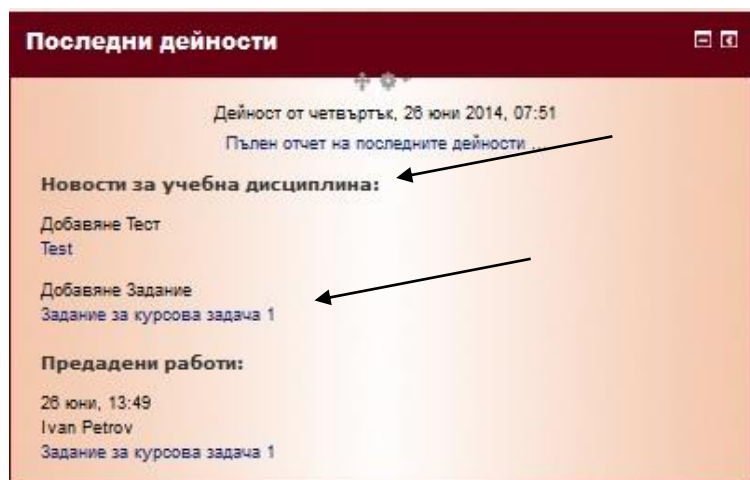 Последни дейности
Дейност от четвъртък, 26 юни 2014, 07:51
Пълен отчет на последните дейности ...
Новости за учебна дисциплина:
Добавяне Тест
Test
Добавяне Задание
Задание за курсова задача 1
Предадени работи:
26 юни, 13:49
Ivan Petrov
Задание за курсова задача 1